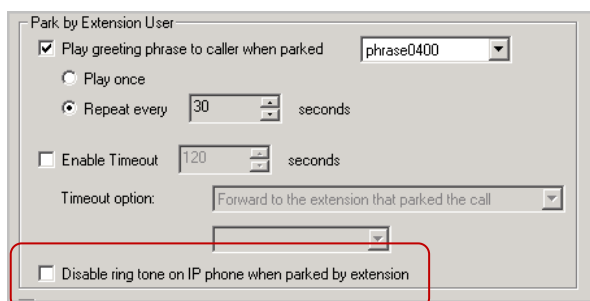 Park by Extension User
Play greeting phrase to caller when parked phrase0400
Play once
Repeat every 30 seconds
Enable Timeout 120 seconds
Timeout option: Forward to the extension that parked the call
Disable ring tone on IP phone when parked by extension